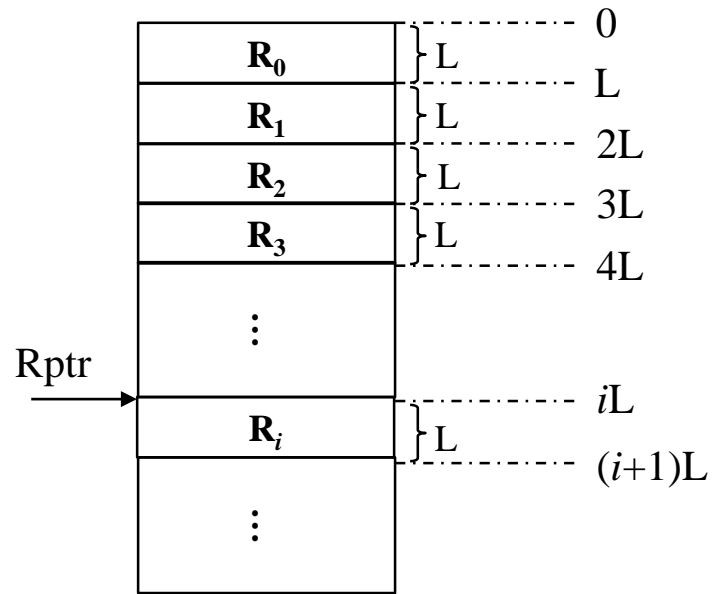 0
R₀ L
L
R₁ L
2L
R₂ L
3L
R₃ L
4L
⋮
Rptr
iL
Rᵢ L
(i+1)L
⋮